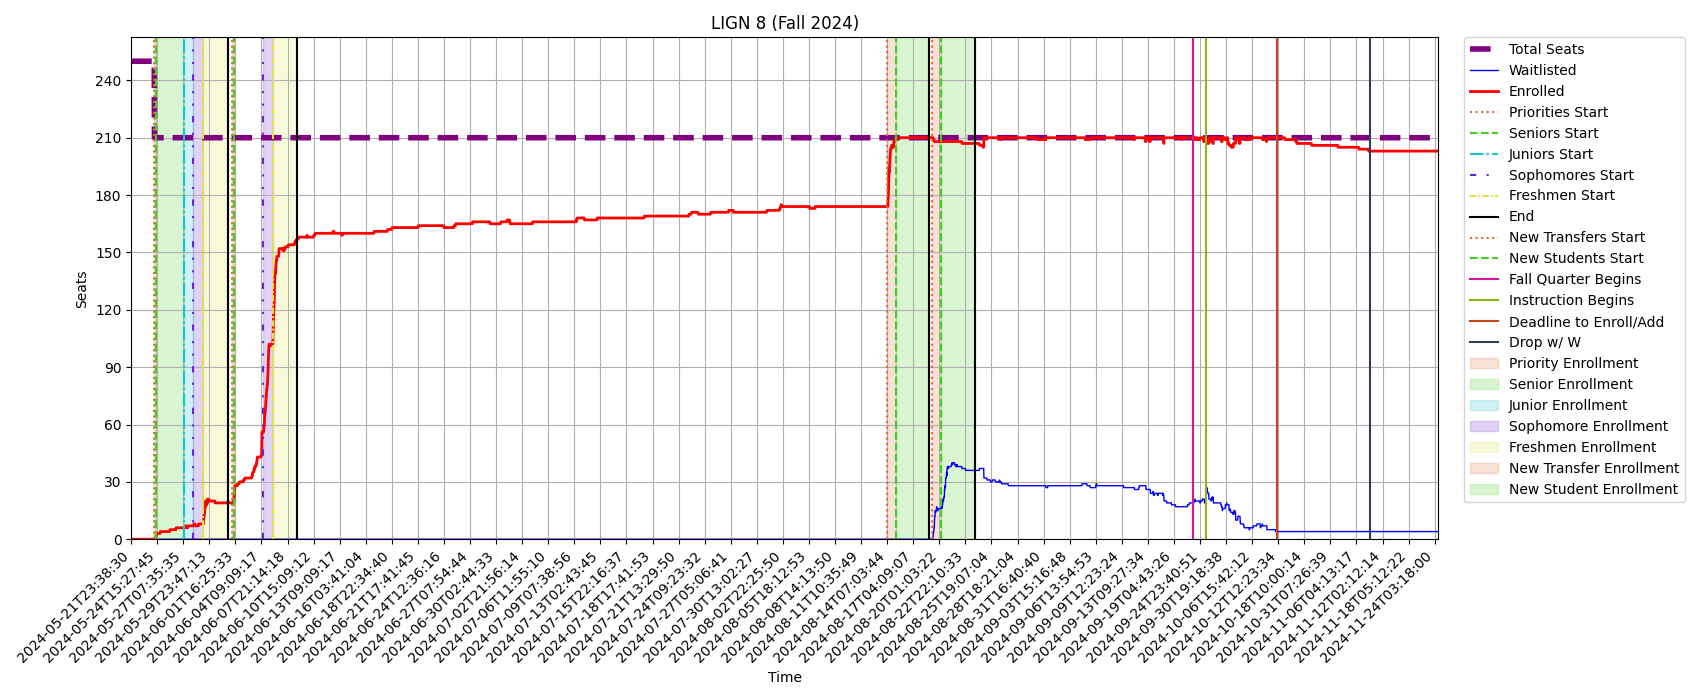 LIGN 8 (Fall 2024)
Seats
240
210
180
150
120
90
60
30
0
2024-05-21T23:38:30
2024-05-24T15:27:45
2024-05-27T07:35:35
2024-05-29T23:47:13
2024-06-01T16:25:33
2024-06-04T09:09:17
2024-06-07T21:14:18
2024-06-10T15:09:12
2024-06-13T09:09:17
2024-06-16T03:41:04
2024-06-18T22:34:40
2024-06-21T17:41:45
2024-06-24T12:36:16
2024-06-27T07:54:44
2024-06-30T02:44:33
2024-07-02T21:56:14
2024-07-06T11:55:10
2024-07-09T07:38:56
2024-07-13T02:43:45
2024-07-15T22:16:37
2024-07-18T17:41:53
2024-07-21T13:29:50
2024-07-24T09:23:32
2024-07-27T05:06:41
2024-07-30T13:02:27
2024-08-02T22:25:50
2024-08-05T18:12:53
2024-08-08T14:13:50
2024-08-11T10:35:49
2024-08-14T07:03:44
2024-08-17T04:09:07
2024-08-20T01:03:22
2024-08-22T22:10:33
2024-08-25T19:07:04
2024-08-28T18:21:04
2024-08-31T16:40:40
2024-09-03T15:16:48
2024-09-06T13:54:53
2024-09-09T12:23:24
2024-09-13T09:27:34
2024-09-19T04:43:26
2024-09-24T23:40:51
2024-09-30T19:18:38
2024-10-06T15:42:12
2024-10-12T12:23:34
2024-10-18T10:00:14
2024-10-31T07:26:39
2024-11-06T04:13:17
2024-11-12T02:12:14
2024-11-18T05:12:22
2024-11-24T03:18:00
Time
Total Seats
Waitlisted
Enrolled
Priorities Start
Seniors Start
Juniors Start
Sophomores Start
Freshmen Start
End
New Transfers Start
New Students Start
Fall Quarter Begins
Instruction Begins
Deadline to Enroll/Add
Drop w/ W
Priority Enrollment
Senior Enrollment
Junior Enrollment
Sophomore Enrollment
Freshmen Enrollment
New Transfer Enrollment
New Student Enrollment